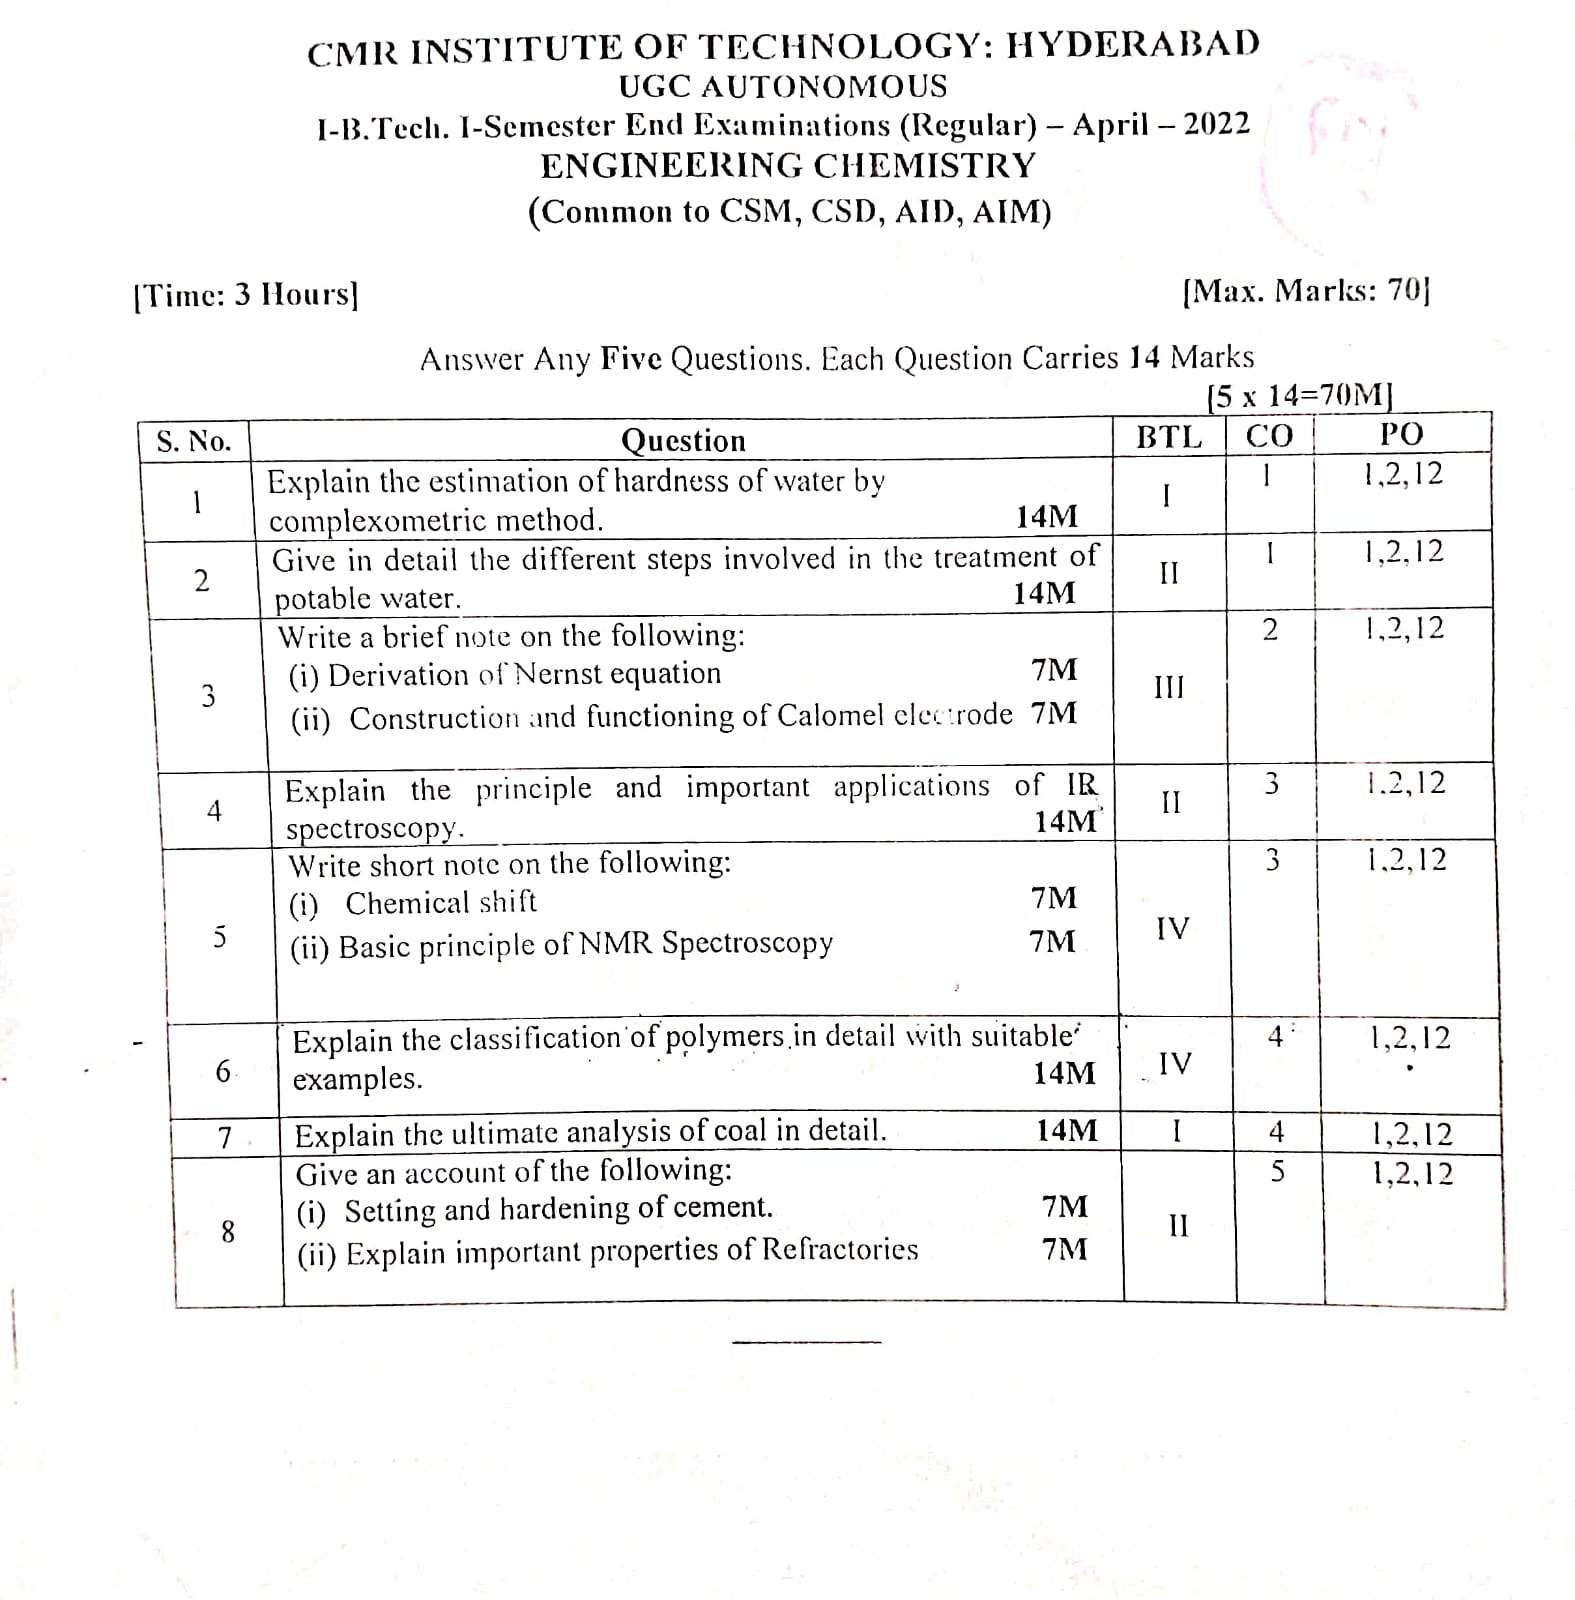 CMR INSTITUTE OF TECHNOLOGY: HYDERABAD
UGC AUTONOMOUS
I-B.Tech. I-Semester End Examinations (Regular) – April – 2022
ENGINEERING CHEMISTRY
(Common to CSM, CSD, AID, AIM)
[Time: 3 Hours] [Max. Marks: 70]
Answer Any Five Questions. Each Question Carries 14 Marks
[5 x 14=70M]
S. No. Question BTL CO PO
1 Explain the estimation of hardness of water by
complexometric method. 14M I 1 1,2,12
2 Give in detail the different steps involved in the treatment of
potable water. 14M II 1 1,2,12
3 Write a brief note on the following:
(i) Derivation of Nernst equation 7M
(ii) Construction and functioning of Calomel electrode 7M III 2 1,2,12
4 Explain the principle and important applications of IR
spectroscopy. 14M II 3 1.2,12
5 Write short note on the following:
(i) Chemical shift 7M
(ii) Basic principle of NMR Spectroscopy 7M IV 3 1.2,12
6 Explain the classification of polymers in detail with suitable
examples. 14M IV 4 1,2,12
7 Explain the ultimate analysis of coal in detail. 14M I 4 1,2,12
8 Give an account of the following:
(i) Setting and hardening of cement. 7M
(ii) Explain important properties of Refractories 7M II 5 1,2,12